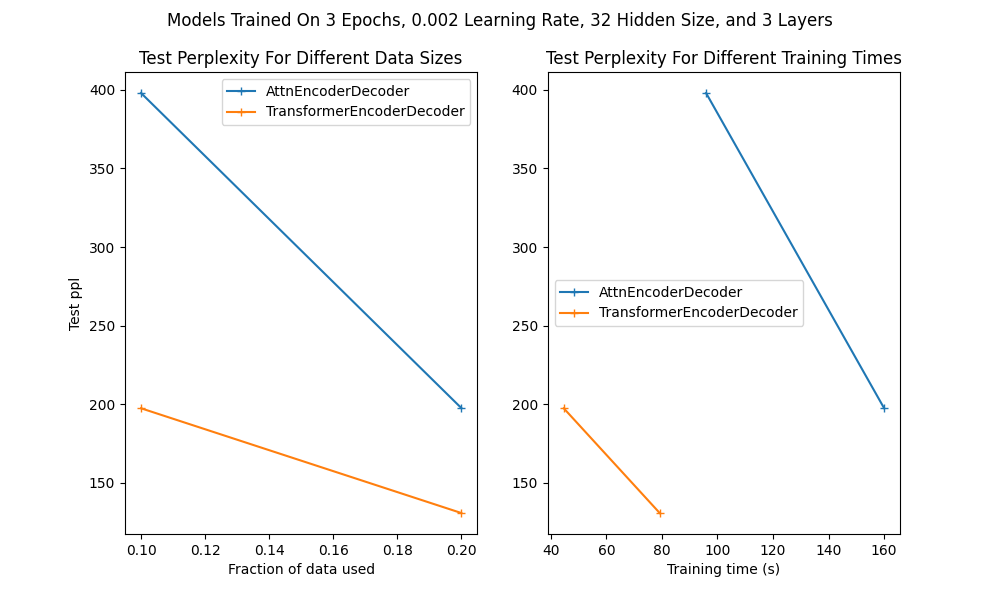 Models Trained On 3 Epochs, 0.002 Learning Rate, 32 Hidden Size, and 3 Layers
Test Perplexity For Different Data Sizes
400
350
300
250
200
150
Test ppl
AttnEncoderDecoder
TransformerEncoderDecoder
0.10 0.12 0.14 0.16 0.18 0.20
Fraction of data used
Test Perplexity For Different Training Times
400
350
300
250
200
150
AttnEncoderDecoder
TransformerEncoderDecoder
40 60 80 100 120 140 160
Training time (s)